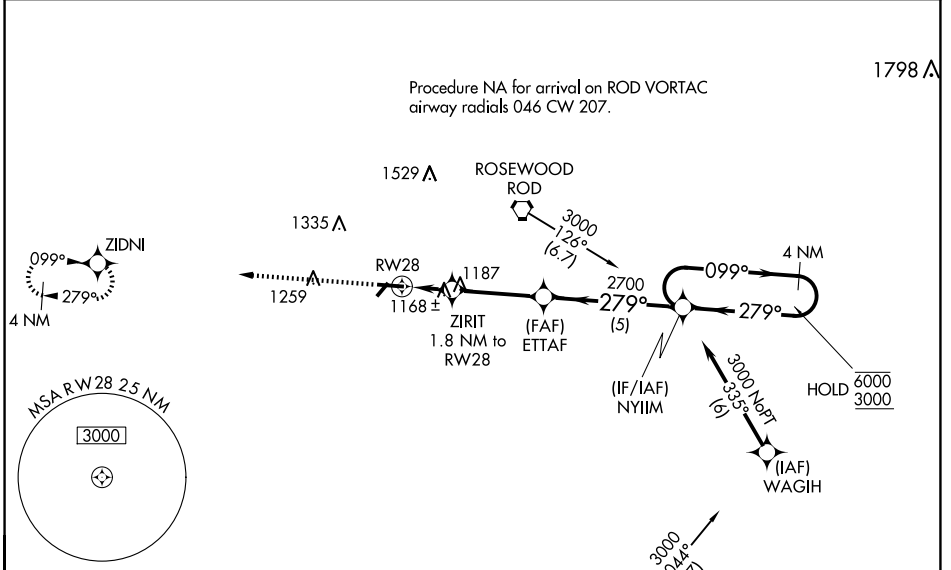 1798
Procedure NA for arrival on ROD VORTAC
airway radials 046 CW 207.
1529
ROSEWOOD
ROD
1335
3000
126°
(6.7)
ZIDNI
099°
279°
4 NM
1259
RW28
1168 ±
1187
ZIRIT
1.8 NM to
RW28
(FAF)
ETTAF
2700
279°
(5)
099°
4 NM
279°
(IF/IAF)
NYIIM
HOLD 6000
3000
3000 NoPT
335°
(6)
(IAF)
WAGIH
MSA RW28 25 NM
3000
3000
044°